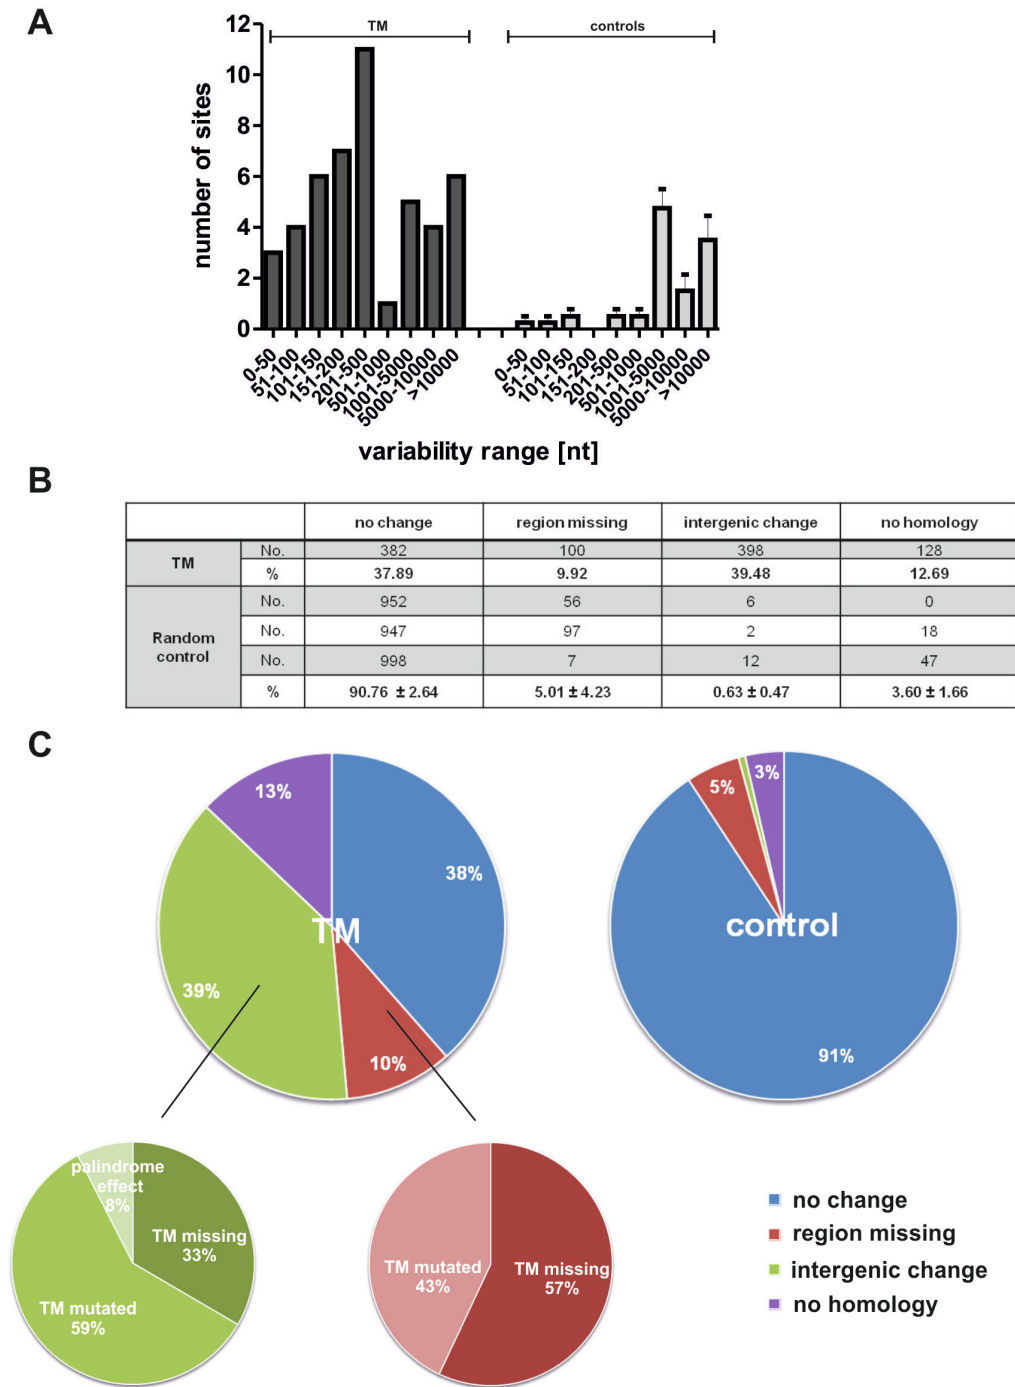 A
TM
controls
number of sites
12
10
8
6
4
2
0
0-50
51-100
101-150
151-200
201-500
501-1000
1001-5000
5000-10000
>10000
0-50
51-100
101-150
151-200
201-500
501-1000
1001-5000
5000-10000
>10000
variability range [nt]
B
no change region missing intergenic change no homology
TM No. 382 100 398 128
% 37.89 9.92 39.48 12.69
Random control No. 952 56 6 0
No. 947 97 2 18
No. 998 7 12 47
% 90.76 ± 2.64 5.01 ± 4.23 0.63 ± 0.47 3.60 ± 1.66
C
13%
38%
TM
39%
10%
5%
3%
control
91%
palindrome
effect
8%
TM missing
33%
TM mutated
59%
TM mutated
43%
TM missing
57%
no change
region missing
intergenic change
no homology